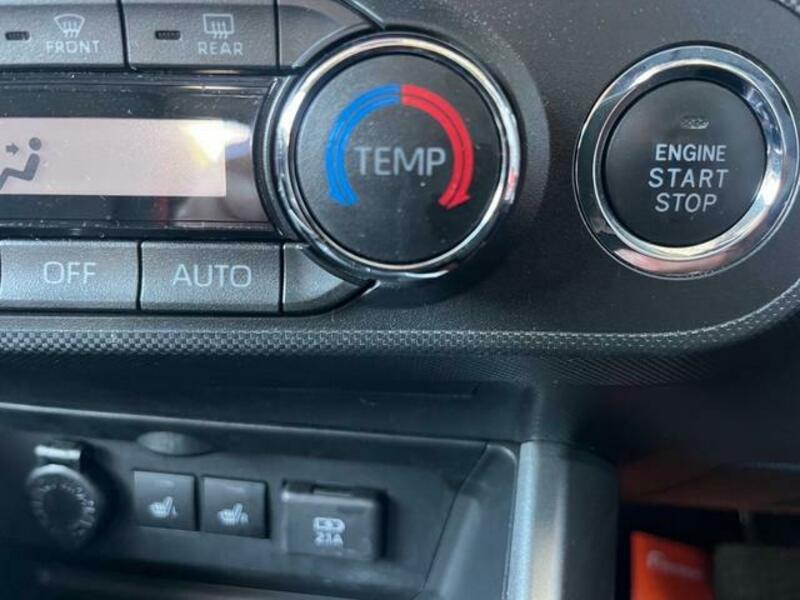 FRONT
REAR
TEMP
ENGINE
START
STOP
OFF
AUTO
L
R
2.1A